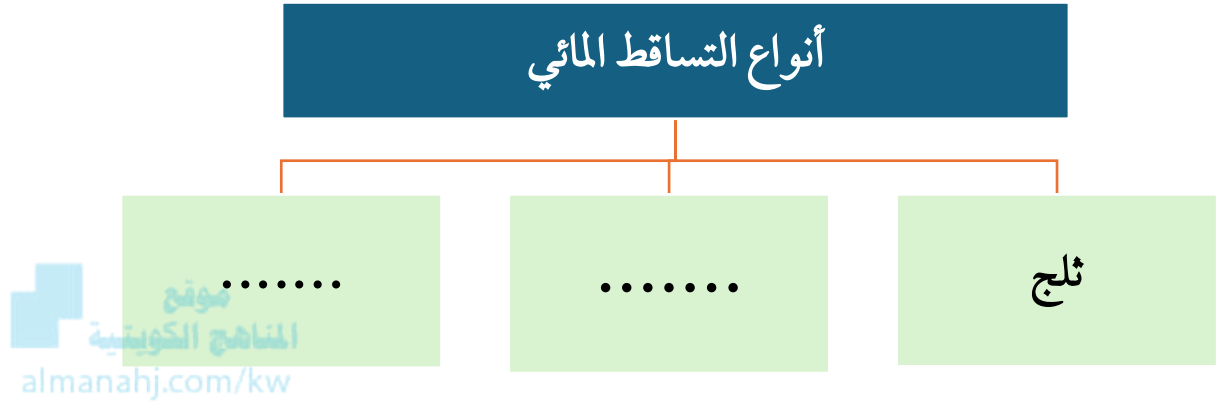 أنواع التساقط المائي
ثلج
.......
.......
موقع
المناهج الكويتية
almanahj.com/kw